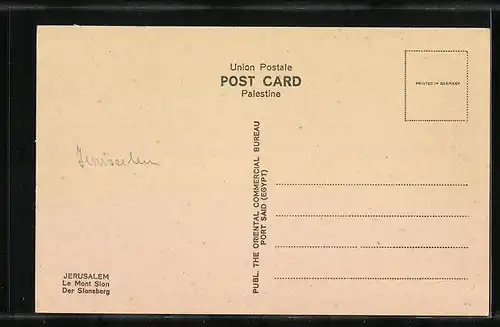 Union Postale
POST CARD
Palestine
PRINTED IN GERMANY
Jerusalem
PUBL. THE ORIENTAL COMMERCIAL BUREAU
PORT SAID (EGYPT)
JERUSALEM
Le Mont Sion
Der Sionsberg